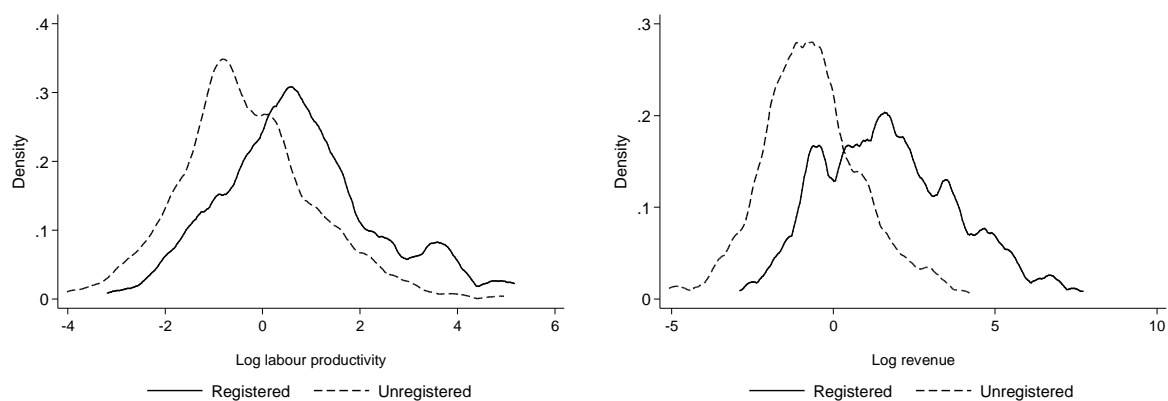 .4
.3
.2
.1
0
Density
-4 -2 0 2 4 6
Log labour productivity
Registered Unregistered
.3
.2
.1
0
Density
-5 0 5 10
Log revenue
Registered Unregistered